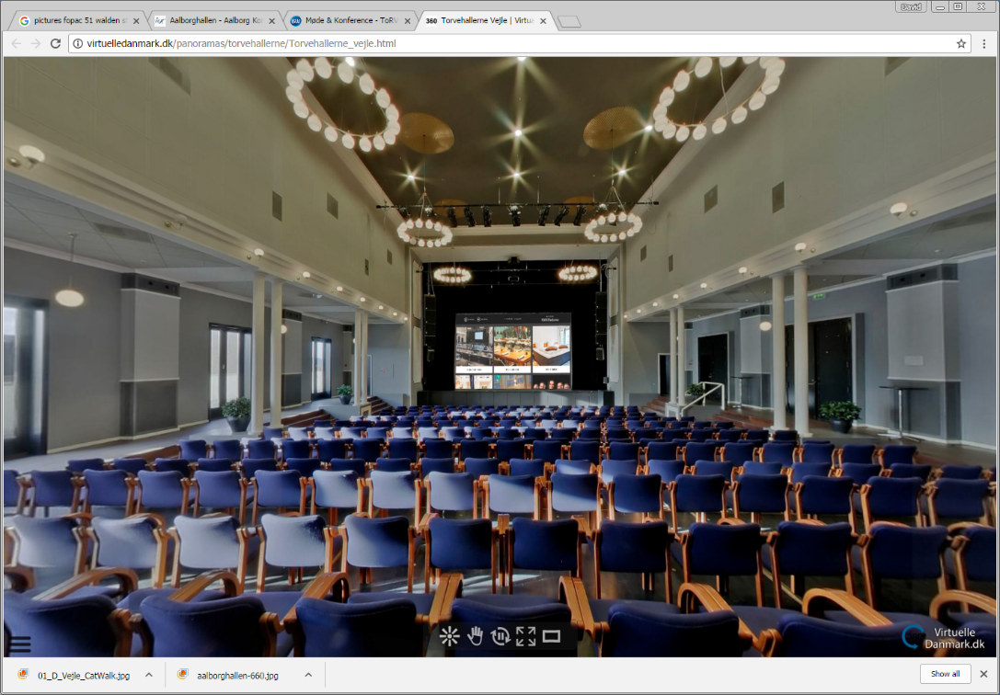 David
pictures fopac 51 walden s
Aalborghallen - Aalborg Ko
Møde & Konference - ToRV
360 Torvehallerne Vejle | Virtu
virtuelledanmark.dk/panoramas/torvehallerne/Torvehallerne_vejle.html
Virtuelle
Danmark.dk
01_D_Vejle_CatWalk.jpg
aalborghallen-660.jpg
Show all